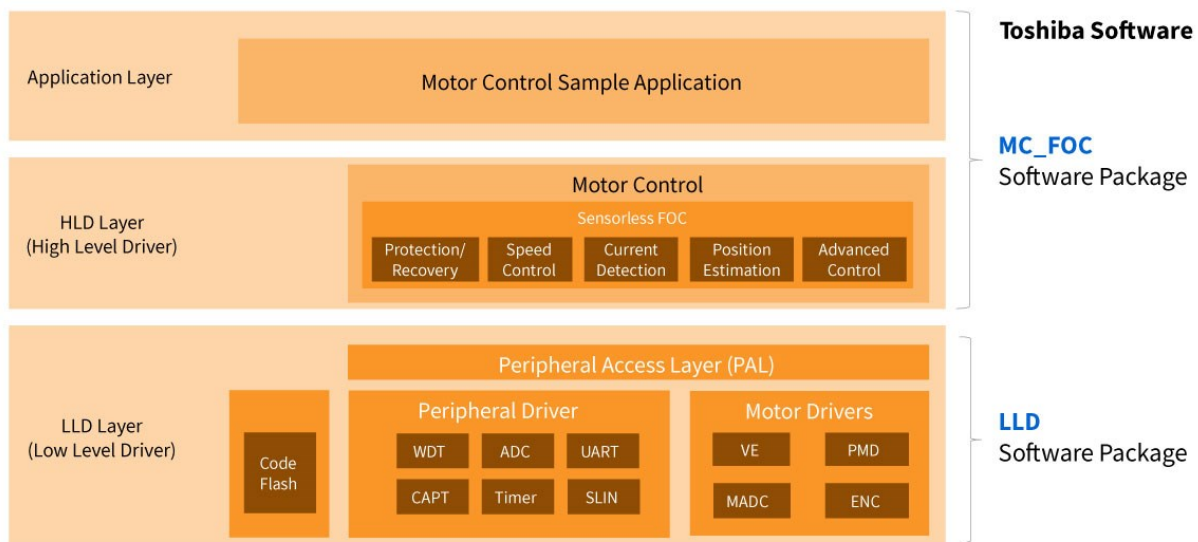 Toshiba Software
Application Layer
Motor Control Sample Application
MC_FOC
Software Package
HLD Layer
(High Level Driver)
Motor Control
Sensorless FOC
Protection/
Recovery
Speed
Control
Current
Detection
Position
Estimation
Advanced
Control
LLD Layer
(Low Level Driver)
Peripheral Access Layer (PAL)
Code
Flash
Peripheral Driver
WDT
ADC
UART
CAPT
Timer
SLIN
Motor Drivers
VE
PMD
MADC
ENC
LLD
Software Package